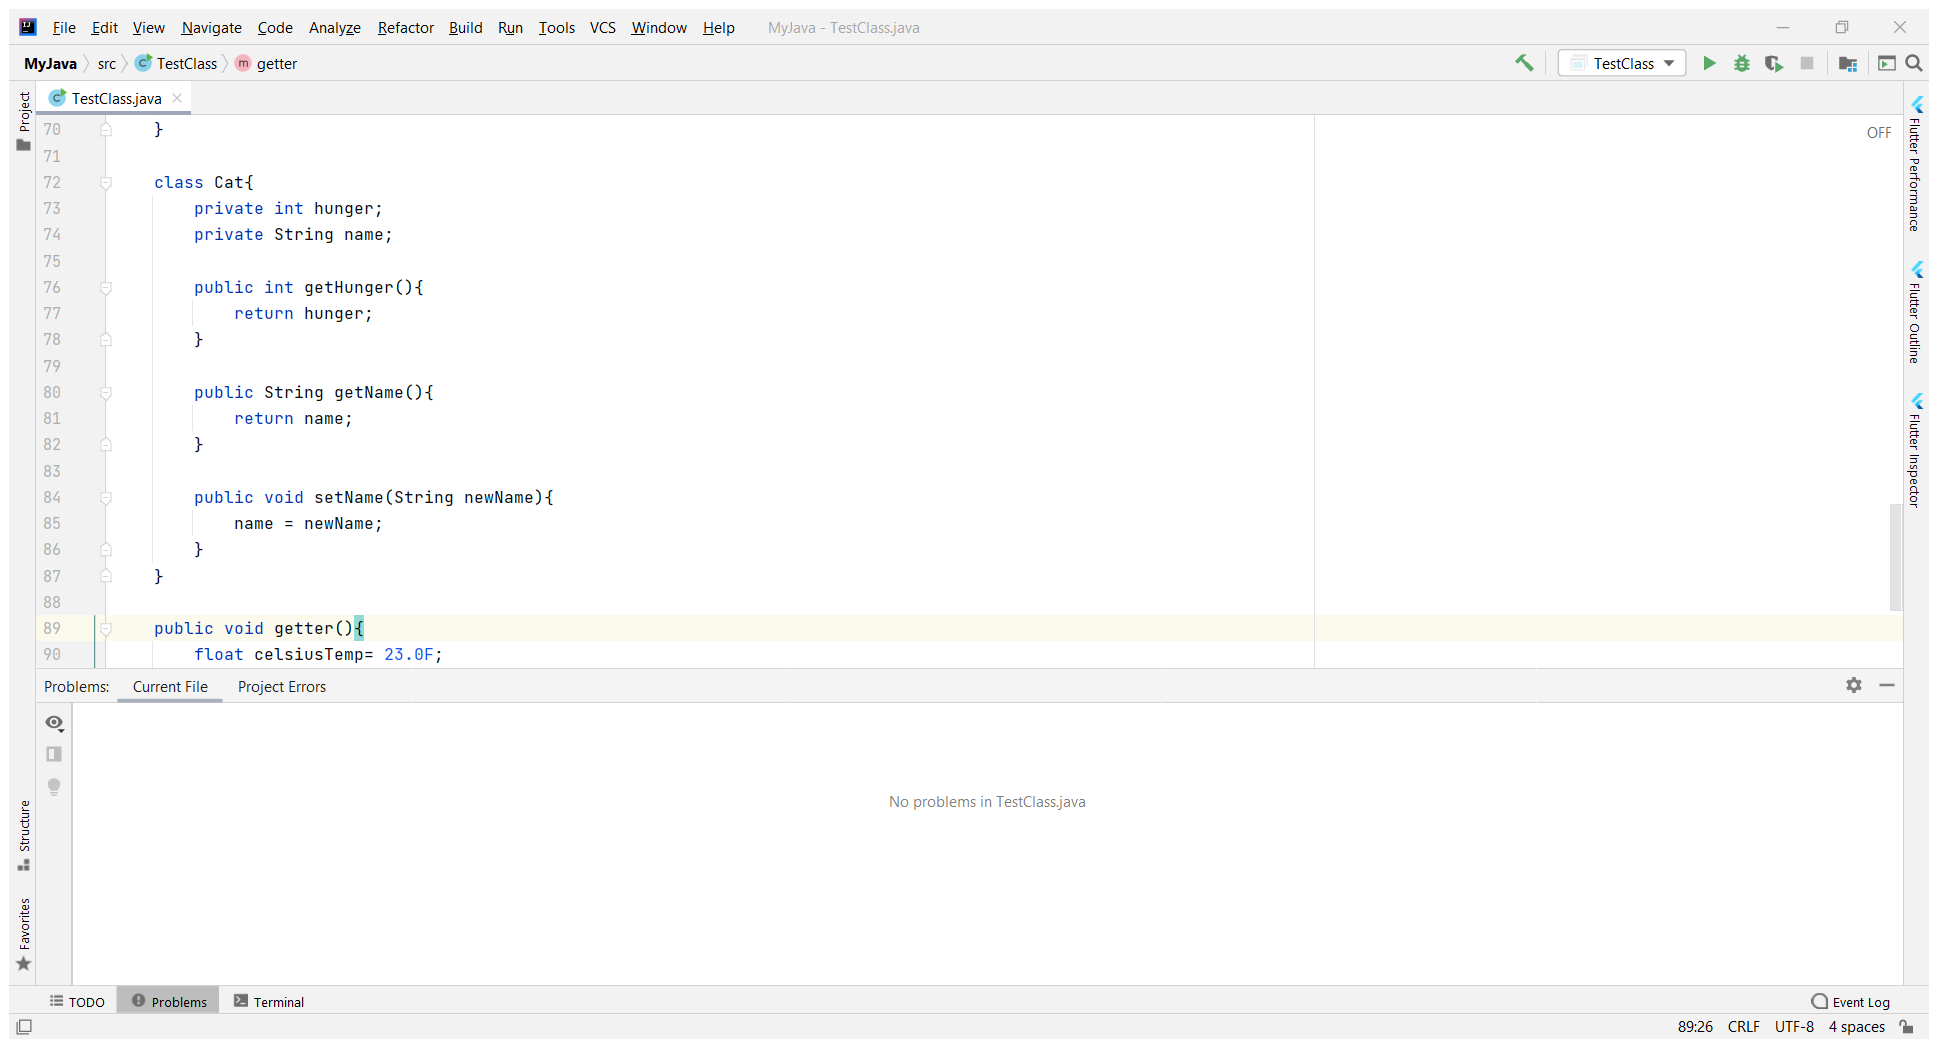 File Edit View Navigate Code Analyze Refactor Build Run Tools VCS Window Help MyJava - TestClass.java
MyJava src TestClass getter TestClass
TestClass.java
Project
70 }
OFF
71
72 class Cat{
73 private int hunger;
74 private String name;
75
76 public int getHunger(){
77 return hunger;
78 }
79
80 public String getName(){
81 return name;
82 }
83
84 public void setName(String newName){
85 name = newName;
86 }
87 }
88
89 public void getter(){
90 float celsiusTemp= 23.0F;
Flutter Performance
Flutter Outline
Flutter Inspector
Problems: Current File Project Errors
No problems in TestClass.java
Structure
Favorites
TODO Problems Terminal Event Log
89:26 CRLF UTF-8 4 spaces